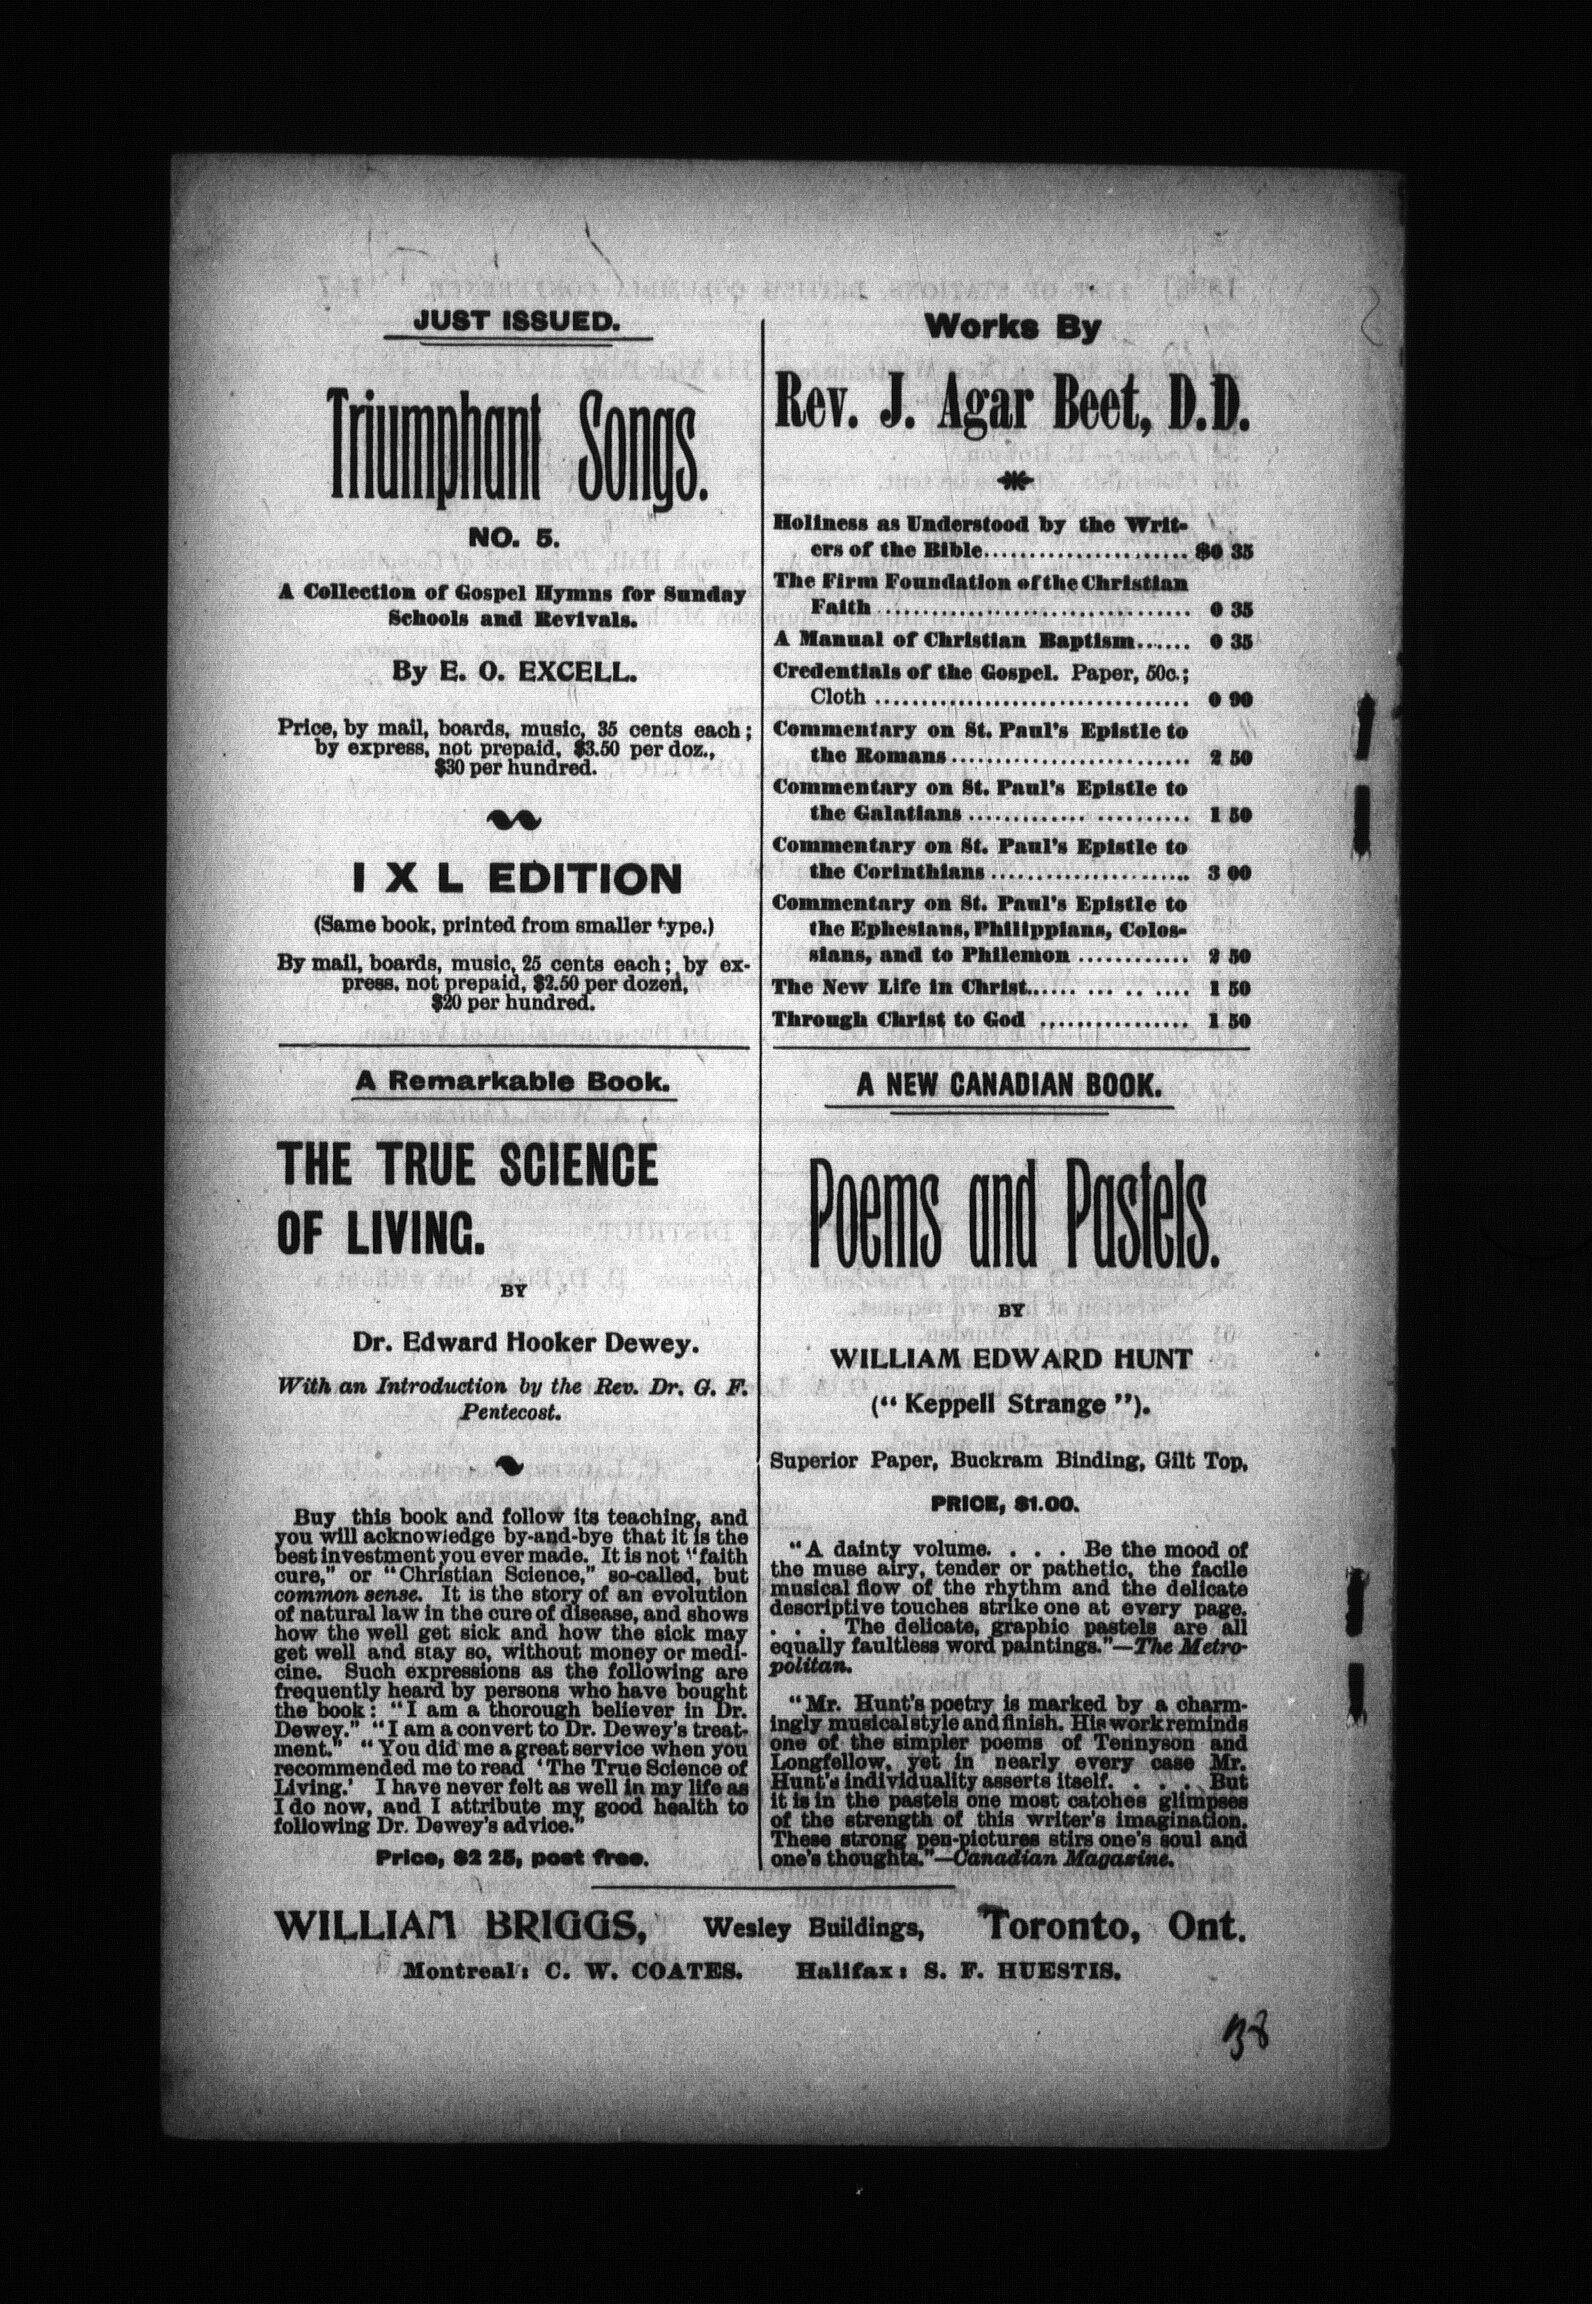 JUST ISSUED.
Triumphant Songs.
NO. 5.
A Collection of Gospel Hymns for Sunday
Schools and Revivals.
By E. O. EXCELL.
Price, by mail, boards, music, 35 cents each;
by express, not prepaid, $3.50 per doz.,
$30 per hundred.
I X L EDITION
(Same book, printed from smaller type.)
By mail, boards, music, 25 cents each; by ex-
press, not prepaid, $2.50 per dozen,
$20 per hundred.
A Remarkable Book.
THE TRUE SCIENCE
OF LIVING.
BY
Dr. Edward Hooker Dewey.
With an Introduction by the Rev. Dr. G. F.
Pentecost.
Buy this book and follow its teaching, and
you will acknowledge by-and-bye that it is the
best investment you ever made. It is not "faith
cure," or "Christian Science," so-called, but
common sense. It is the story of an evolution
of natural law in the cure of disease, and shows
how the well get sick and how the sick may
get well and stay so, without money or medi-
cine. Such expressions as the following are
frequently heard by persons who have bought
the book: "I am a thorough believer in Dr.
Dewey." "I am a convert to Dr. Dewey's treat-
ment." "You did me a great service when you
recommended me to read 'The True Science of
Living.' I have never felt as well in my life as
I do now, and I attribute my good health to
following Dr. Dewey's advice."
Price, $2 25, post free.
Works By
Rev. J. Agar Beet, D.D.
Holiness as Understood by the Writ-
ers of the Bible...................... $0 35
The Firm Foundation of the Christian
Faith .................................. 0 35
A Manual of Christian Baptism...... 0 35
Credentials of the Gospel. Paper, 50c.;
Cloth .................................. 0 90
Commentary on St. Paul's Epistle to
the Romans.......................... 2 50
Commentary on St. Paul's Epistle to
the Galatians ............. .......... 1 50
Commentary on St. Paul's Epistle to
the Corinthians ...................... 3 00
Commentary on St. Paul's Epistle to
the Ephesians, Philippians, Colos-
sians, and to Philemon ............ 2 50
The New Life in Christ...... ... .. .... 1 50
Through Christ to God ................ 1 50
A NEW CANADIAN BOOK.
Poems and Pastels.
BY
WILLIAM EDWARD HUNT
("Keppell Strange").
Superior Paper, Buckram Binding, Gilt Top,
PRICE, $1.00.
"A dainty volume. . . . Be the mood of
the muse airy, tender or pathetic, the facile
musical flow of the rhythm and the delicate
descriptive touches strike one at every page.
. . . The delicate, graphic pastels are all
equally faultless word paintings."—The Metro-
politan.
"Mr. Hunt's poetry is marked by a charm-
ingly musical style and finish. His work reminds
one of the simpler poems of Tennyson and
Longfellow, yet in nearly every case Mr.
Hunt's individuality asserts itself. . . . But
it is in the pastels one most catches glimpses
of the strength of this writer's imagination.
These strong pen-pictures stirs one's soul and
one's thoughts."—Canadian Magazine.
WILLIAM BRIGGS, Wesley Buildings, Toronto, Ont.
Montreal: C. W. COATES. Halifax: S. F. HUESTIS.
38